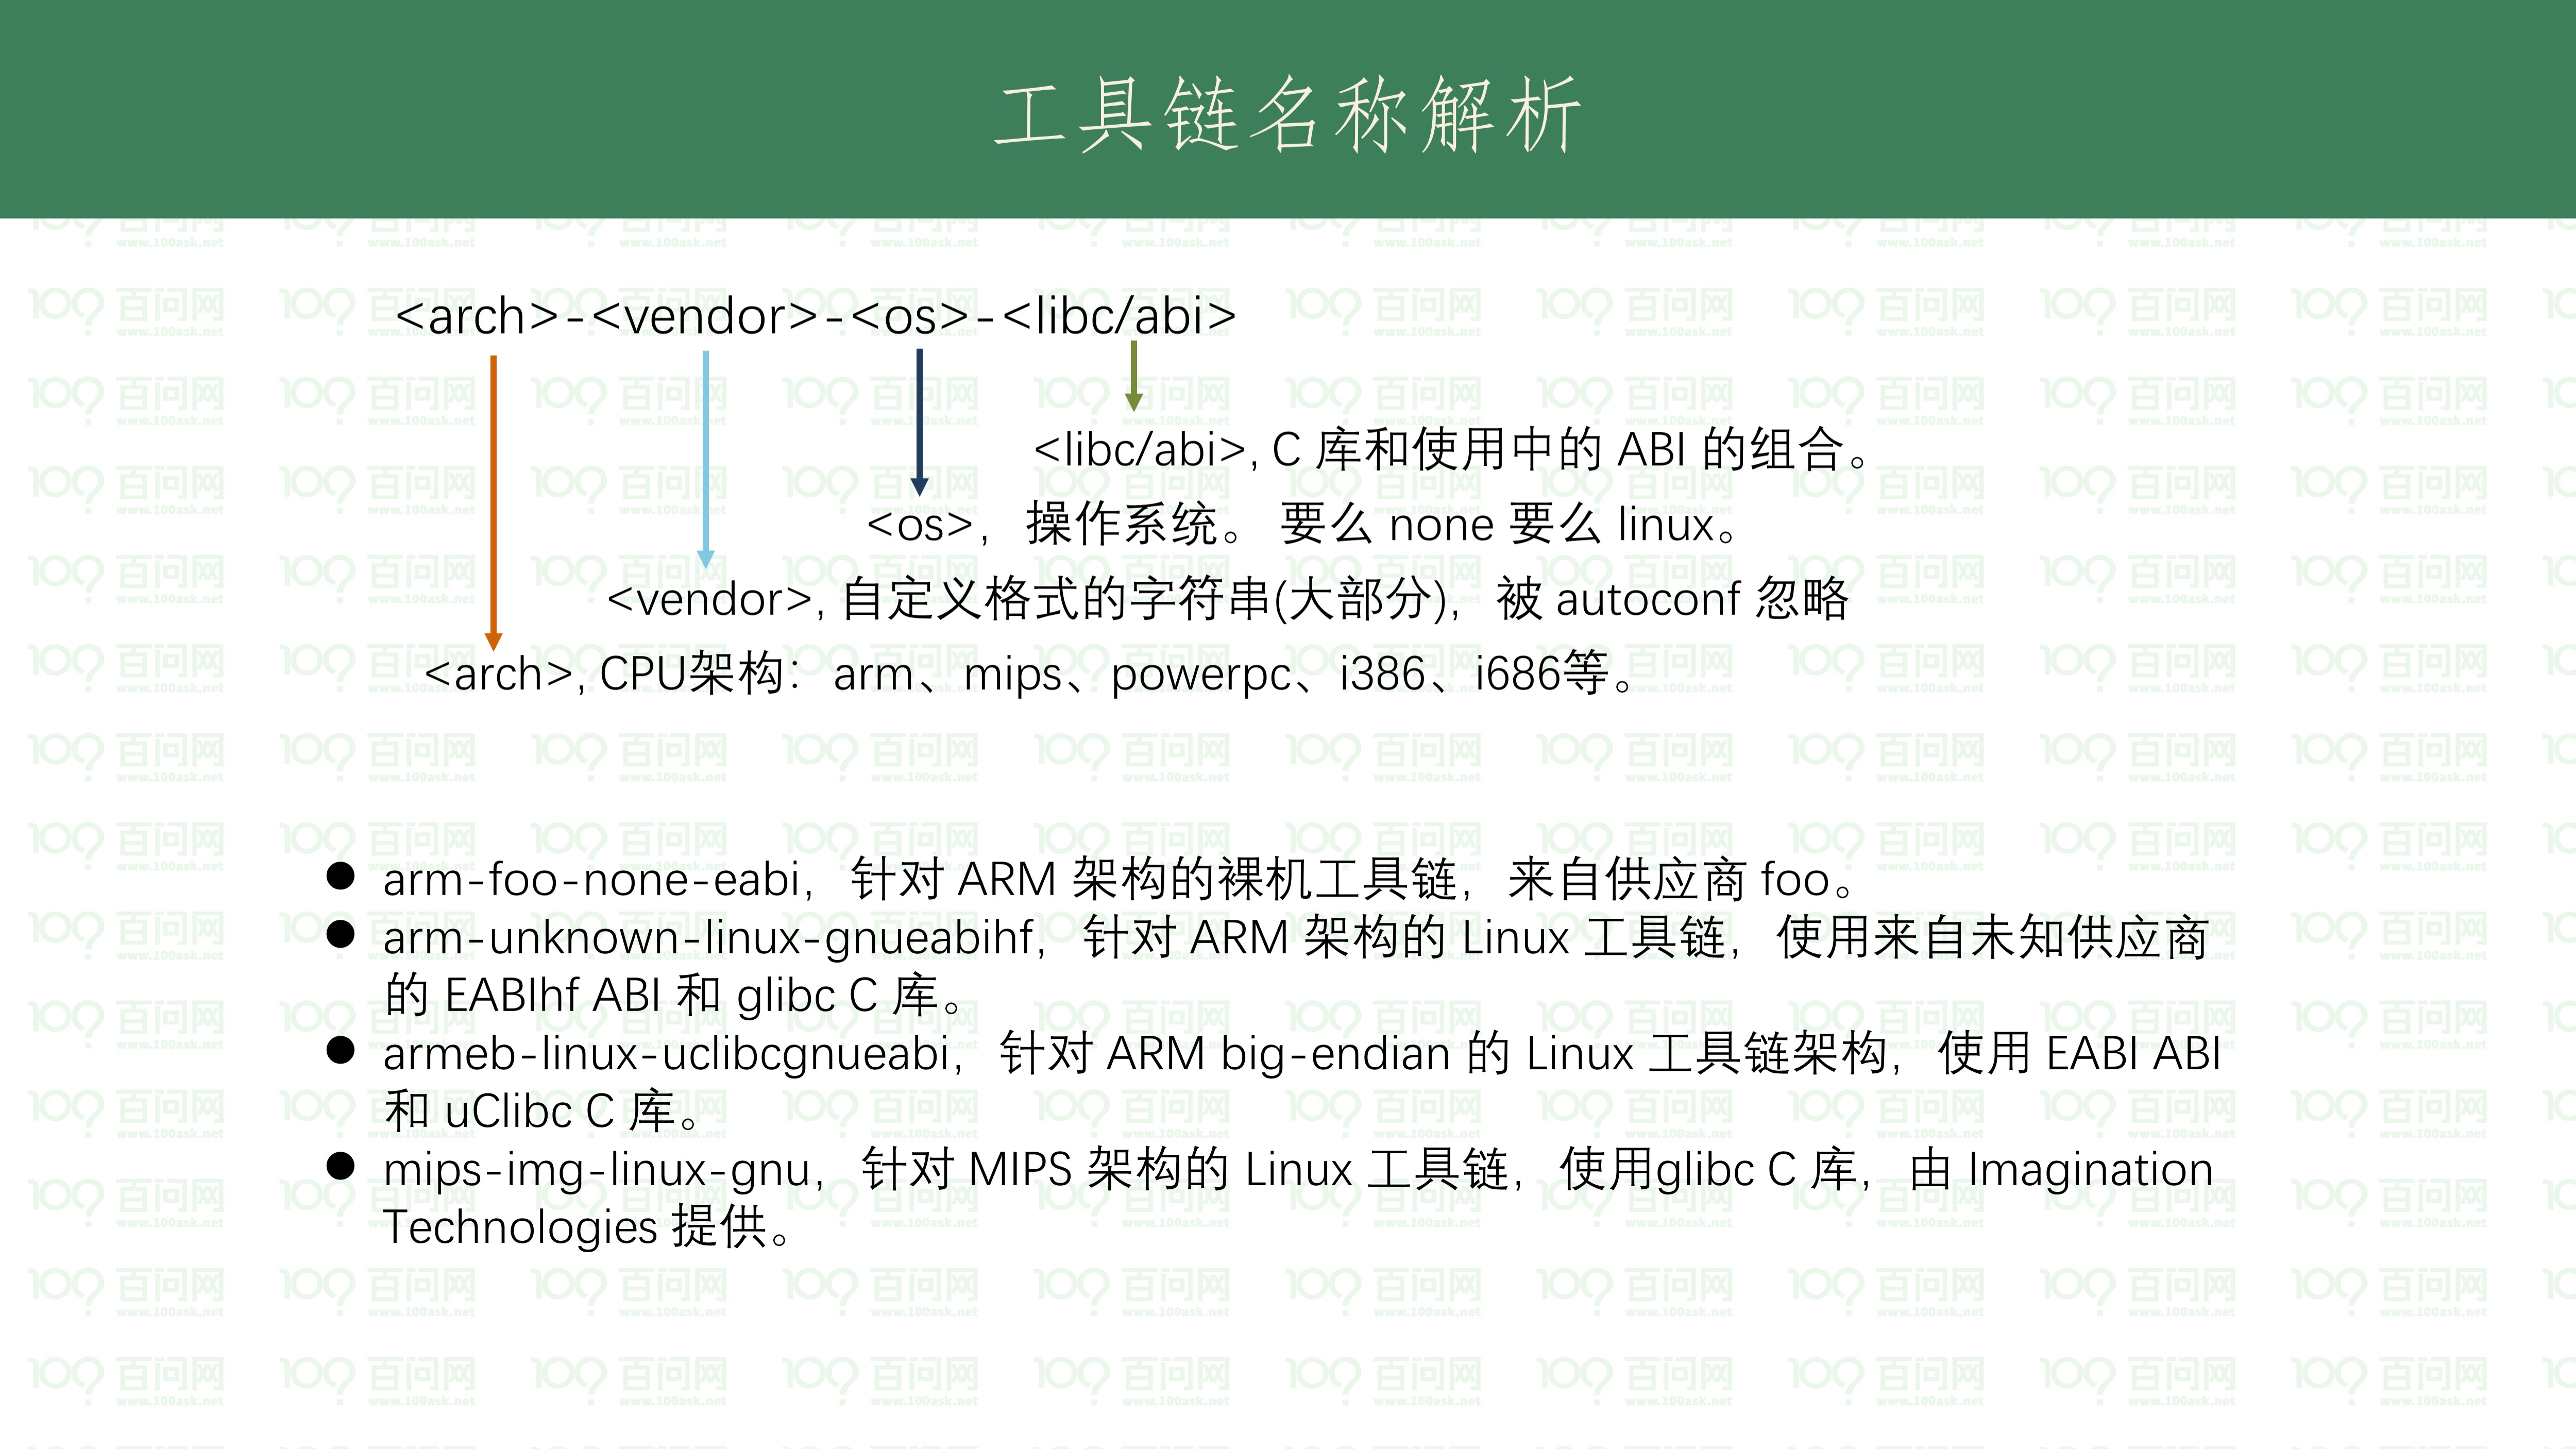 工具链名称解析
<arch>-<vendor>-<os>-<libc/abi>
<libc/abi>, C 库和使用中的 ABI 的组合。
<os>，操作系统。 要么 none 要么 linux。
<vendor>, 自定义格式的字符串(大部分)，被 autoconf 忽略
<arch>, CPU架构：arm、mips、powerpc、i386、i686等。
● arm-foo-none-eabi，针对 ARM 架构的裸机工具链，来自供应商 foo。
● arm-unknown-linux-gnueabihf，针对 ARM 架构的 Linux 工具链，使用来自未知供应商
的 EABIhf ABI 和 glibc C 库。
● armeb-linux-uclibcgnueabi，针对 ARM big-endian 的 Linux 工具链架构，使用 EABI ABI
和 uClibc C 库。
● mips-img-linux-gnu，针对 MIPS 架构的 Linux 工具链，使用glibc C 库，由 Imagination
Technologies 提供。
百问网
www.100ask.net